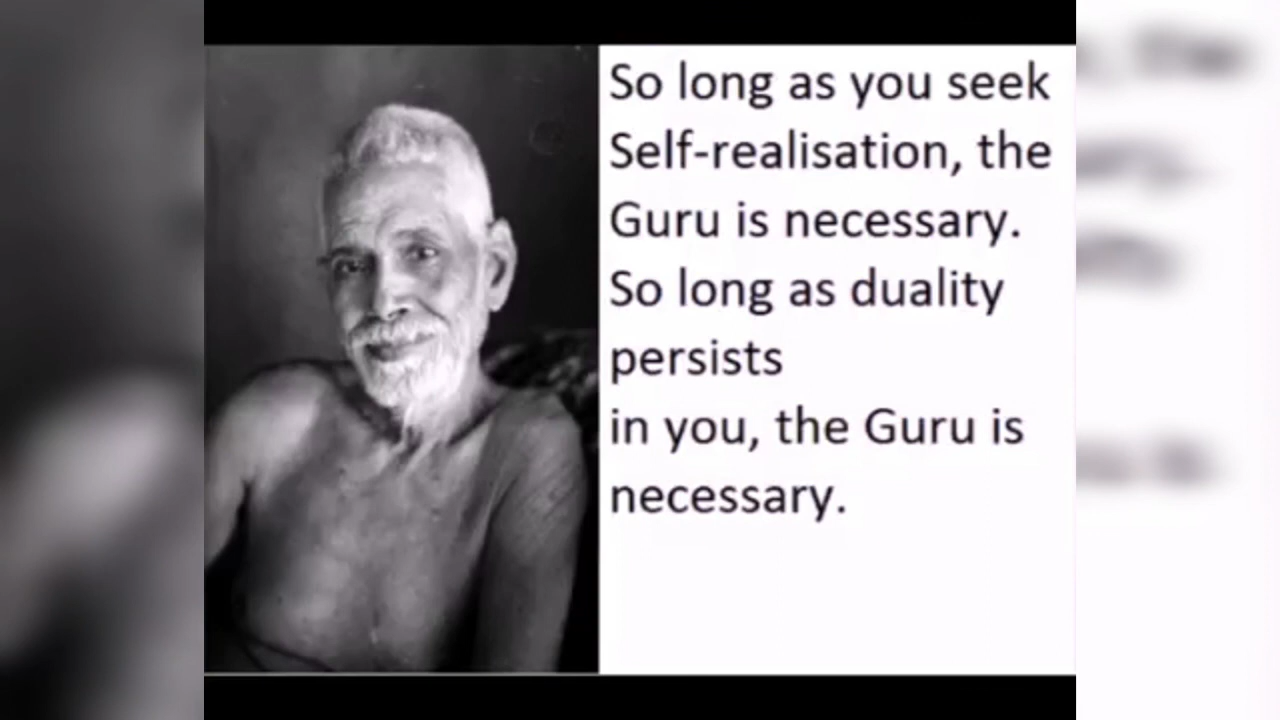 So long as you seek
Self-realisation, the
Guru is necessary.
So long as duality
persists
in you, the Guru is
necessary.